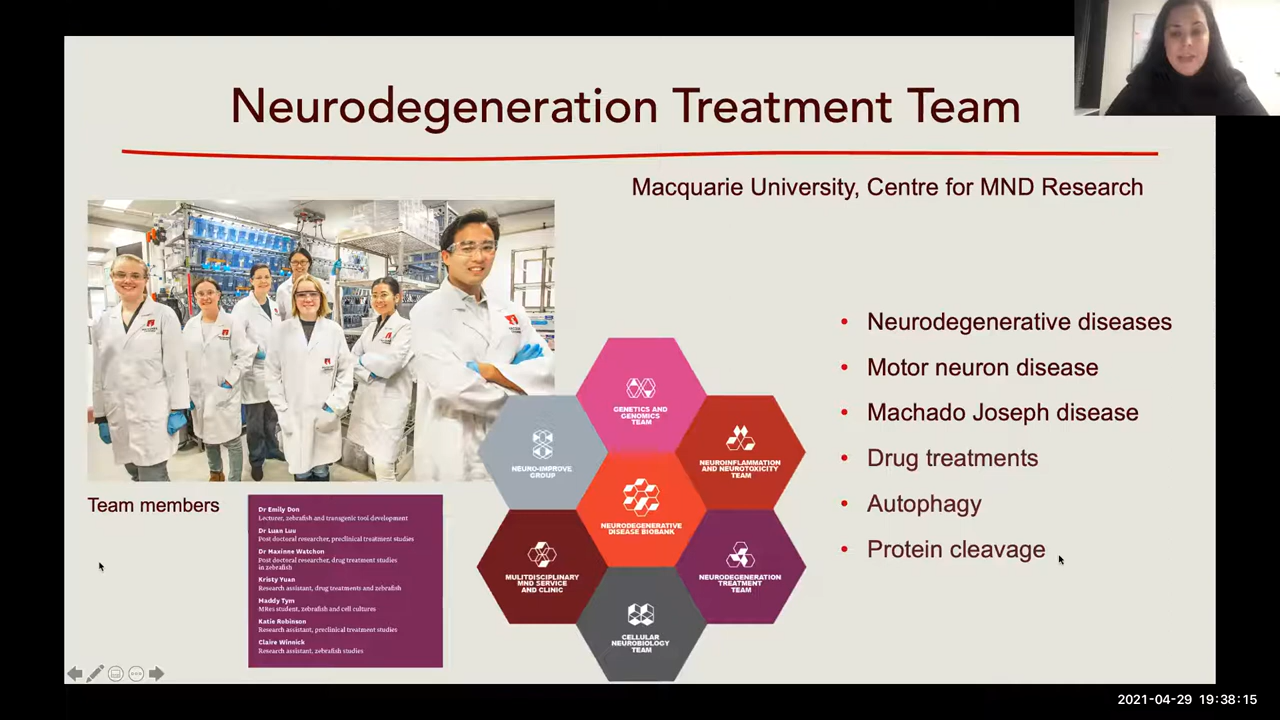 Neurodegeneration Treatment Team
Macquarie University, Centre for MND Research
• Neurodegenerative diseases
• Motor neuron disease
• Machado Joseph disease
• Drug treatments
• Autophagy
• Protein cleavage
GENETICS AND
GENOMICS
TEAM
NEURO-IMPROVE
GROUP
NEUROINFLAMMATION
AND NEUROTOXICITY
TEAM
NEURODEGENERATIVE
DISEASE BIOBANK
MULITDISCIPLINARY
MND SERVICE
AND CLINIC
NEURODEGENERATION
TREATMENT
TEAM
CELLULAR
NEUROBIOLOGY
TEAM
Team members
Dr Emily Don
Lecturer, zebrafish and transgenic tool development
Dr Luan Luu
Post doctoral researcher, preclinical treatment studies
Dr Maxinne Watchon
Post doctoral researcher, drug treatment studies
in zebrafish
Kristy Yuan
Research assistant, drug treatments and zebrafish
Maddy Tym
MRes student, zebrafish and cell cultures
Katie Robinson
Research assistant, preclinical treatment studies
Claire Winnick
Research assistant, zebrafish studies
2021-04-29 19:38:15